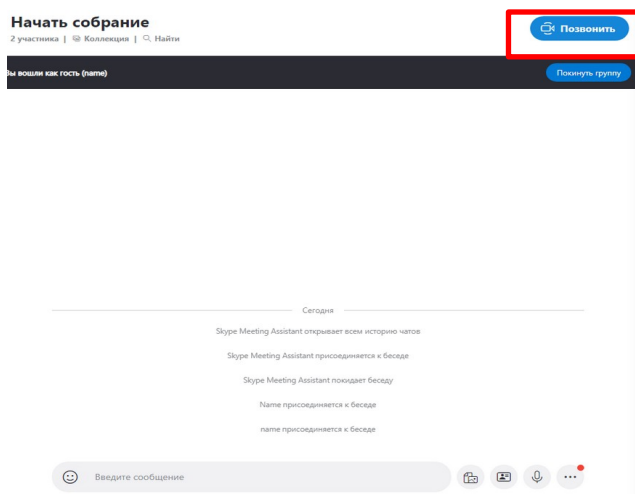 Начать собрание
Позвонить
2 участника | Коллекция | Найти
Вы вошли как гость (name)
Покинуть группу
Сегодня
Skype Meeting Assistant открывает всем историю чатов
Skype Meeting Assistant присоединяется к беседе
Skype Meeting Assistant покидает беседу
Name присоединяется к беседе
name присоединяется к беседе
Введите сообщение